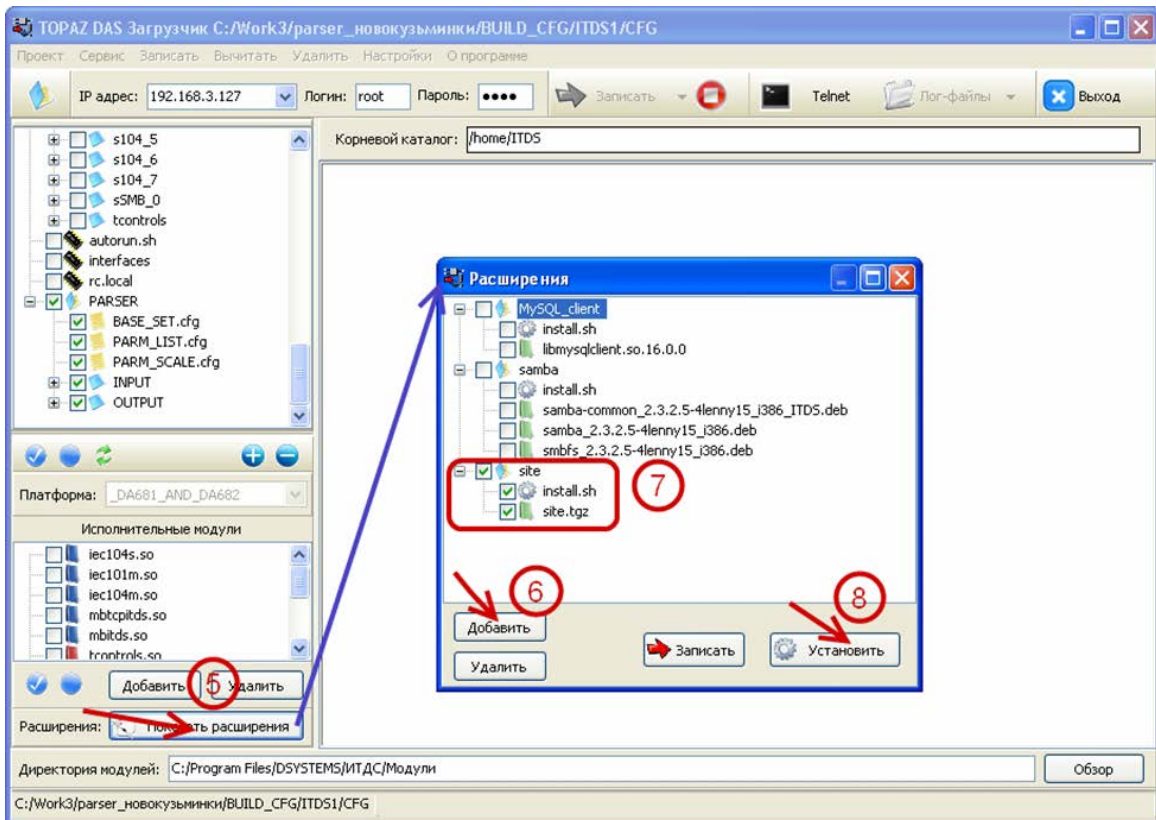 TOPAZ DAS Загрузчик C:/Work3/parser_новокузьминки/BUILD_CFG/ITDS1/CFG
Проект Сервис Записать Вычитать Удалить Настройки О программе
IP адрес: 192.168.3.127 Логин: root Пароль: ●●●● Записать Telnet Лог-файлы Выход
Корневой каталог: /home/ITDS
s104_5
s104_6
s104_7
sSMB_0
tcontrols
autorun.sh
interfaces
rc.local
PARSER
BASE_SET.cfg
PARM_LIST.cfg
PARM_SCALE.cfg
INPUT
OUTPUT
Платформа: _DA681_AND_DA682
Исполнительные модули
iec104s.so
iec101m.so
iec104m.so
mbtcpitds.so
mbitds.so
tcontrols.so
Добавить 5 Удалить
Расширения: Показать расширения
Расширения
MySQL_client
install.sh
libmysqlclient.so.16.0.0
samba
install.sh
samba-common_2.3.2.5-4lenny15_i386_ITDS.deb
samba_2.3.2.5-4lenny15_i386.deb
smbfs_2.3.2.5-4lenny15_i386.deb
site
install.sh
site.tgz
7
6
8
Добавить
Удалить
Записать
Установить
Директория модулей: C:/Program Files/DSYSTEMS/ИТДС/Модули Обзор
C:/Work3/parser_новокузьминки/BUILD_CFG/ITDS1/CFG